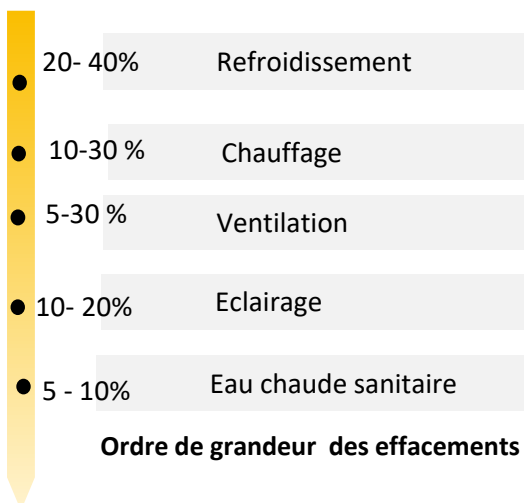 20- 40% Refroidissement
10-30 % Chauffage
5-30 % Ventilation
10- 20% Eclairage
5 - 10% Eau chaude sanitaire
Ordre de grandeur des effacements